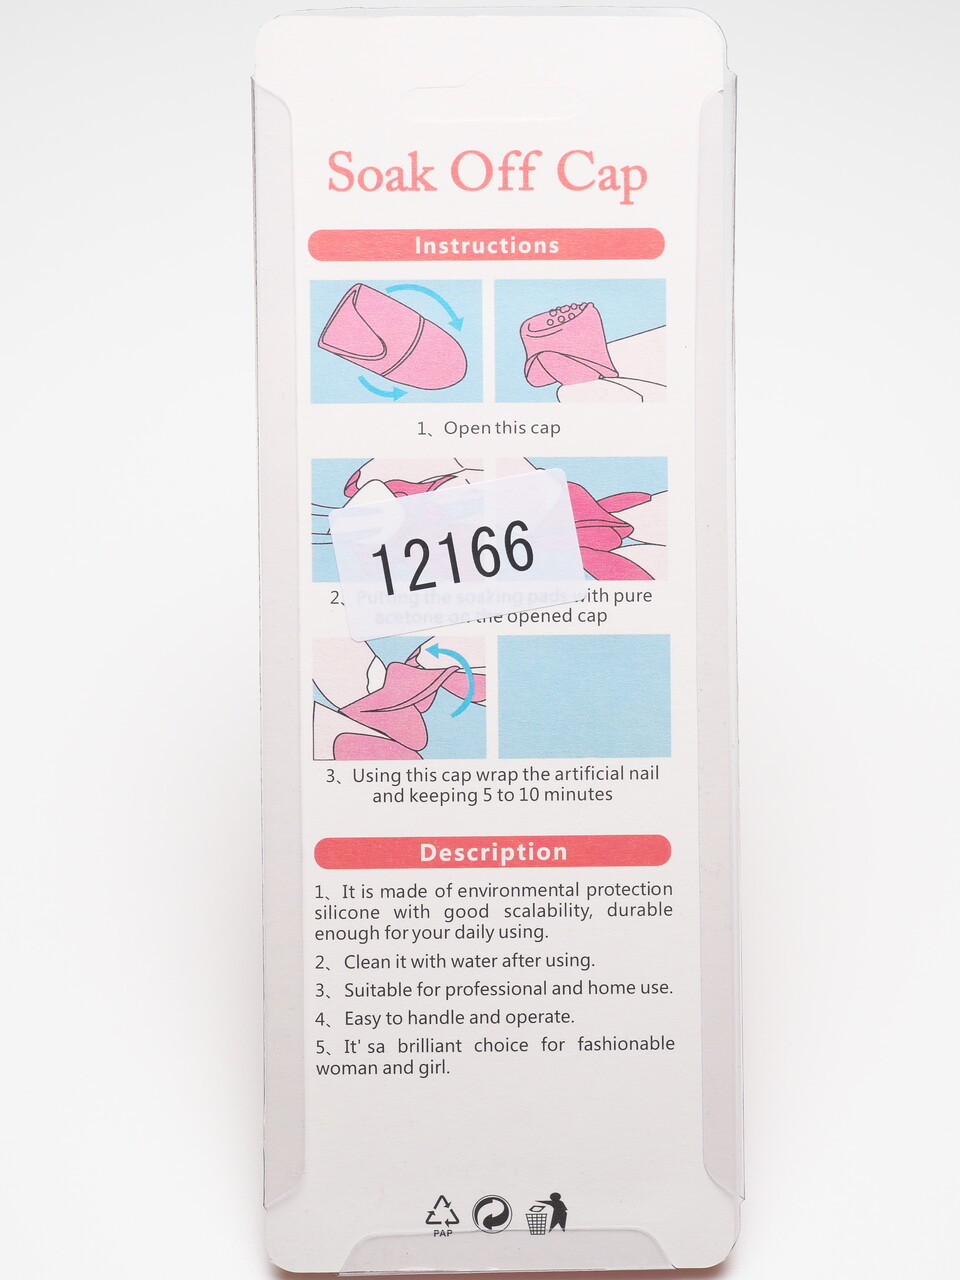 Soak Off Cap
Instructions
1、Open this cap
12166
2、Putting the soaking pads with pure
acetone on the opened cap
3、Using this cap wrap the artificial nail
and keeping 5 to 10 minutes
Description
1、It is made of environmental protection
silicone with good scalability, durable
enough for your daily using.
2、Clean it with water after using.
3、Suitable for professional and home use.
4、Easy to handle and operate.
5、It' sa brilliant choice for fashionable
woman and girl.
PAP